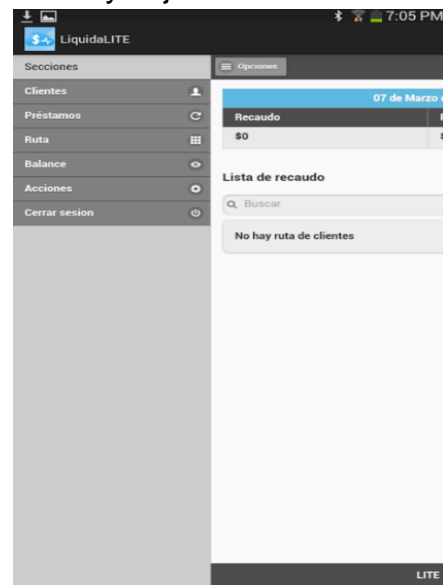 7:05 PM
LiquidaLITE
Secciones
Clientes
Préstamos
Ruta
Balance
Acciones
Cerrar sesion
Opciones
07 de Marzo
Recaudo
$0
Lista de recaudo
Buscar
No hay ruta de clientes
LITE